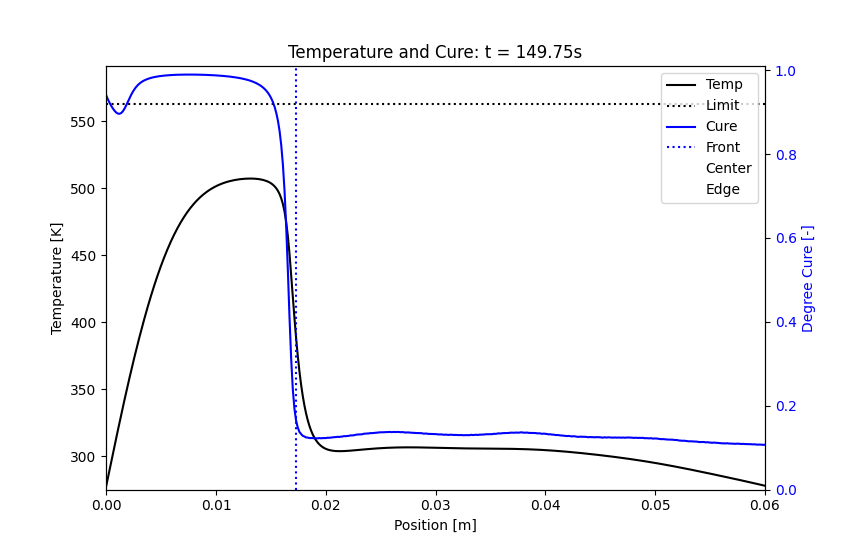 Temperature and Cure: t = 149.75s
Temp
Limit
Cure
Front
Center
Edge
550
500
450
400
350
300
Temperature [K]
1.0
0.8
0.6
0.4
0.2
0.0
Degree Cure [-]
0.00 0.01 0.02 0.03 0.04 0.05 0.06
Position [m]